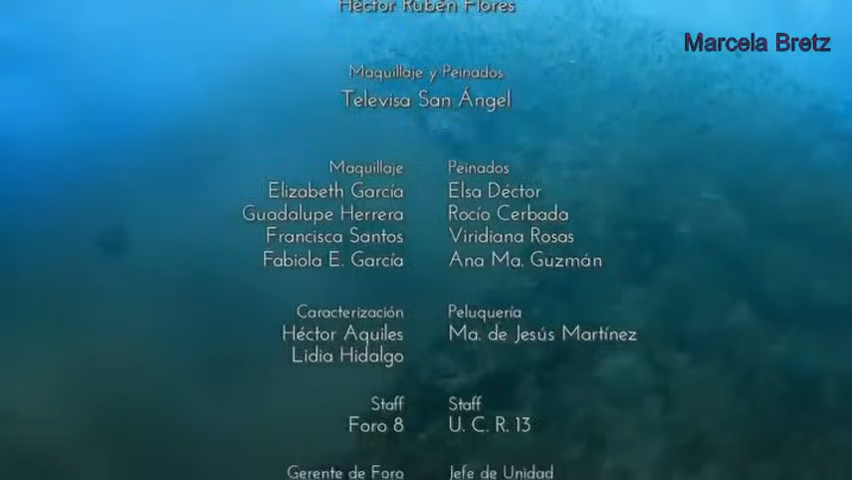 Héctor Rubén Flores
Marcela Bretz
Maquillaje y Peinados
Televisa San Ángel
Maquillaje
Elizabeth García
Guadalupe Herrera
Francisca Santos
Fabiola E. García
Peinados
Elsa Déctor
Rocío Cerbada
Viridiana Rosas
Ana Ma. Guzmán
Caracterización
Héctor Aquiles
Lidia Hidalgo
Peluquería
Ma. de Jesús Martínez
Staff
Foro 8
Staff
U. C. R. 13
Gerente de Foro
Jefe de Unidad